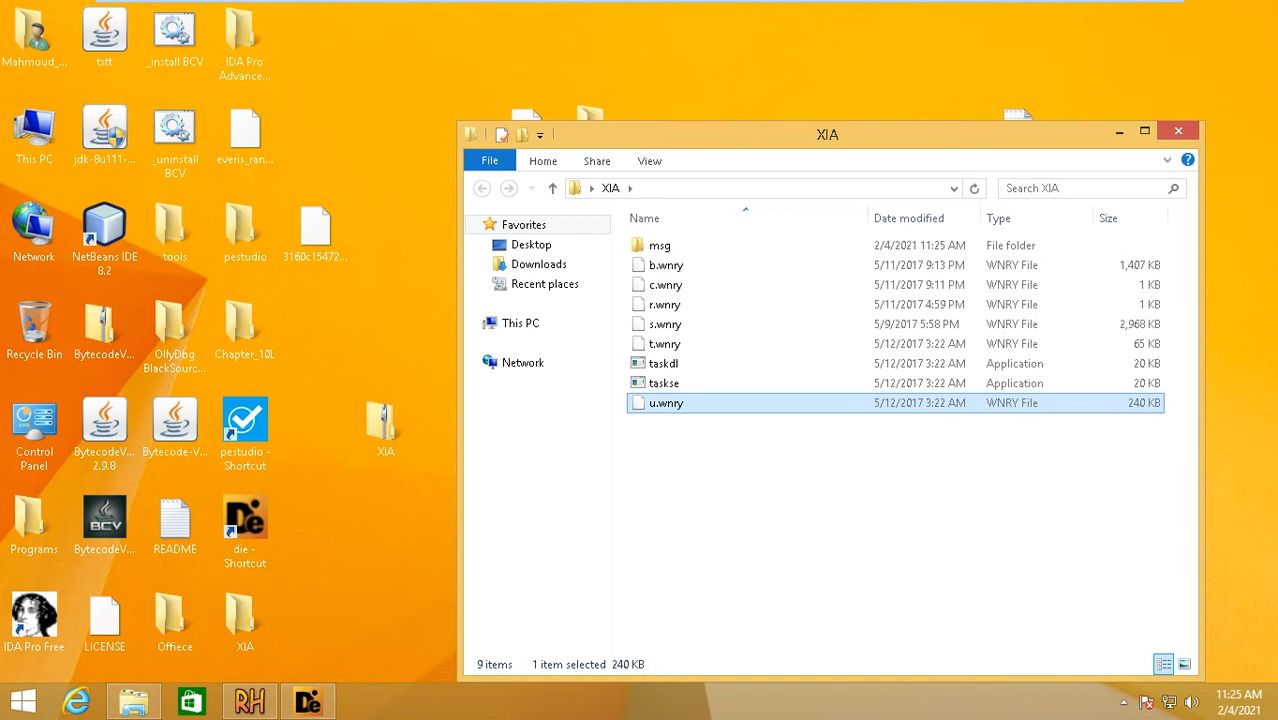 Mahmoud_...
tstt
_install BCV
IDA Pro
Advance...
This PC
jdk-8u111-...
_uninstall
BCV
everis_ran...
Network
NetBeans IDE
8.2
tools
pestudio
3160c15472...
Recycle Bin
BytecodeV...
OllyDbg
BlackSourc...
Chapter_10L
Control
Panel
BytecodeV...
2.9.8
Bytecode-V...
pestudio -
Shortcut
XIA
Programs
BCV
BytecodeV...
README
De
die -
Shortcut
IDA Pro Free
LICENSE
Offiece
XIA
XIA
File
Home
Share
View
XIA
Search XIA
Favorites
Desktop
Downloads
Recent places
This PC
Network
Name
Date modified
Type
Size
msg 2/4/2021 11:25 AM File folder
b.wnry 5/11/2017 9:13 PM WNRY File 1,407 KB
c.wnry 5/11/2017 9:11 PM WNRY File 1 KB
r.wnry 5/11/2017 4:59 PM WNRY File 1 KB
s.wnry 5/9/2017 5:58 PM WNRY File 2,968 KB
t.wnry 5/12/2017 3:22 AM WNRY File 65 KB
taskdl 5/12/2017 3:22 AM Application 20 KB
taskse 5/12/2017 3:22 AM Application 20 KB
u.wnry 5/12/2017 3:22 AM WNRY File 240 KB
9 items 1 item selected 240 KB
RH
De
11:25 AM
2/4/2021